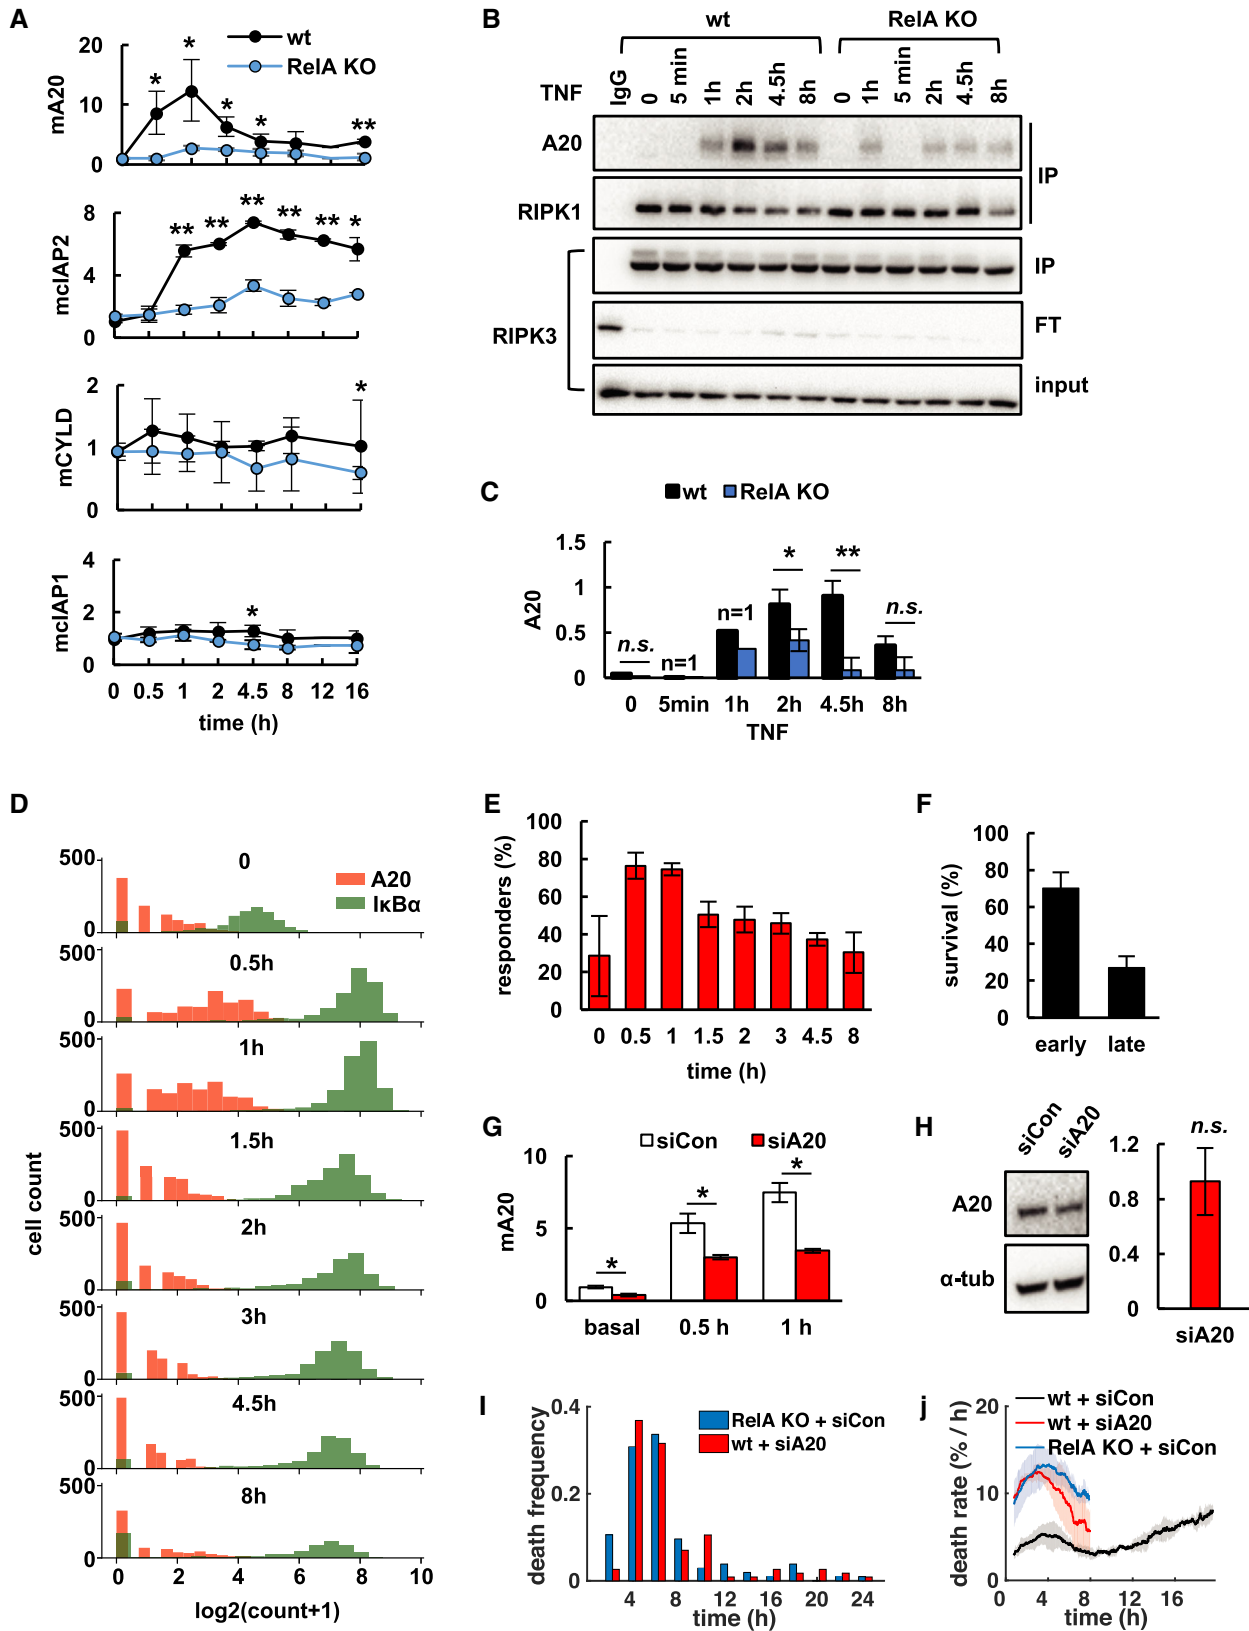 A
wt
RelA KO
mA20
20
10
0
*
*
*
*
**
mcIAP2
8
4
0
**
**
**
**
**
*
mCYLD
2
1
0
*
mcIAP1
4
2
0
*
0 0.5 1 2 4.5 8 12 16
time (h)
B
wt
RelA KO
TNF
IgG 0 5 min 1h 2h 4.5h 8h 0 1h 5 min 2h 4.5h 8h
A20
RIPK1
IP
IP
RIPK3
FT
input
C
wt RelA KO
A20
1.5
1
0.5
0
n.s.
n=1
n=1
*
**
n.s.
0 5min 1h 2h 4.5h 8h
TNF
D
cell count
A20
IκBα
500
0
0
500
0
0.5h
500
0
1h
500
0
1.5h
500
0
2h
500
0
3h
500
0
4.5h
500
0
8h
0 2 4 6 8 10
log2(count+1)
E
responders (%)
100
80
60
40
20
0
0 0.5 1 1.5 2 3 4.5 8
time (h)
F
survival (%)
100
80
60
40
20
0
early late
G
siCon siA20
mA20
10
5
0
*
*
*
basal 0.5 h 1 h
H
siCon siA20
A20
α-tub
1.2
0.8
0.4
0
n.s.
siA20
I
RelA KO + siCon
wt + siA20
death frequency
0.4
0.2
0
4 8 12 16 20 24
time (h)
j
wt + siCon
wt + siA20
RelA KO + siCon
death rate (% / h)
20
10
0
0 4 8 12 16
time (h)